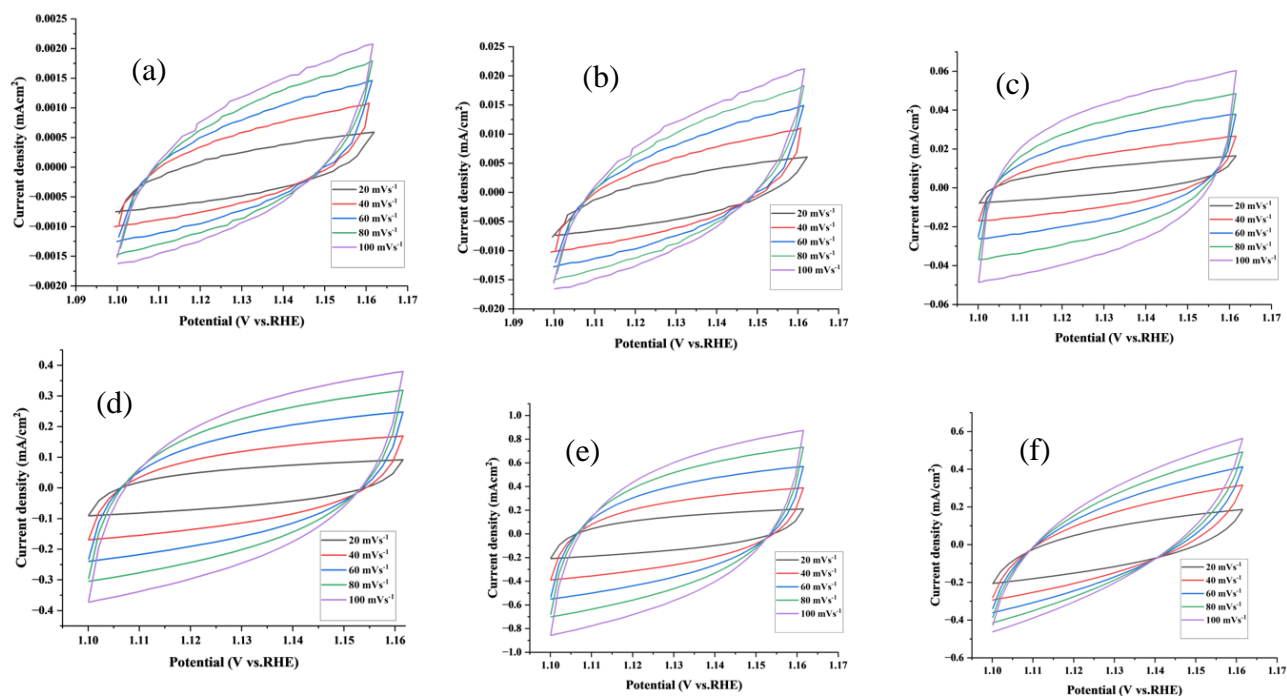 (a)
Current density (mAcm²)
0.0025
0.0020
0.0015
0.0010
0.0005
0.0000
−0.0005
−0.0010
−0.0015
−0.0020
1.09 1.10 1.11 1.12 1.13 1.14 1.15 1.16 1.17
Potential (V vs.RHE)
20 mVs⁻¹
40 mVs⁻¹
60 mVs⁻¹
80 mVs⁻¹
100 mVs⁻¹
(b)
Current density (mA/cm²)
0.025
0.020
0.015
0.010
0.005
0.000
−0.005
−0.010
−0.015
−0.020
1.09 1.10 1.11 1.12 1.13 1.14 1.15 1.16 1.17
Potential (V vs.RHE)
20 mVs⁻¹
40 mVs⁻¹
60 mVs⁻¹
80 mVs⁻¹
100 mVs⁻¹
(c)
Current density (mA/cm²)
0.06
0.04
0.02
0.00
−0.02
−0.04
−0.06
1.10 1.11 1.12 1.13 1.14 1.15 1.16 1.17
Potential (V vs.RHE)
20 mVs⁻¹
40 mVs⁻¹
60 mVs⁻¹
80 mVs⁻¹
100 mVs⁻¹
(d)
Current density (mA/cm²)
0.4
0.3
0.2
0.1
0.0
−0.1
−0.2
−0.3
−0.4
1.10 1.11 1.12 1.13 1.14 1.15 1.16
Potential (V vs.RHE)
20 mVs⁻¹
40 mVs⁻¹
60 mVs⁻¹
80 mVs⁻¹
100 mVs⁻¹
(e)
Current density (mAcm²)
1.0
0.8
0.6
0.4
0.2
0.0
−0.2
−0.4
−0.6
−0.8
−1.0
1.10 1.11 1.12 1.13 1.14 1.15 1.16 1.17
Potential (V vs.RHE)
20 mVs⁻¹
40 mVs⁻¹
60 mVs⁻¹
80 mVs⁻¹
100 mVs⁻¹
(f)
Current density (mA/cm²)
0.6
0.4
0.2
0.0
−0.2
−0.4
−0.6
1.10 1.11 1.12 1.13 1.14 1.15 1.16 1.17
Potential (V vs.RHE)
20 mVs⁻¹
40 mVs⁻¹
60 mVs⁻¹
80 mVs⁻¹
100 mVs⁻¹